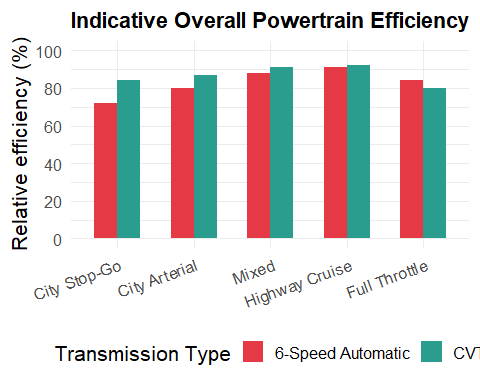 Indicative Overall Powertrain Efficiency
Relative efficiency (%)
100
80
60
40
20
0
City Stop-Go
City Arterial
Mixed
Highway Cruise
Full Throttle
Transmission Type
6-Speed Automatic
CVT